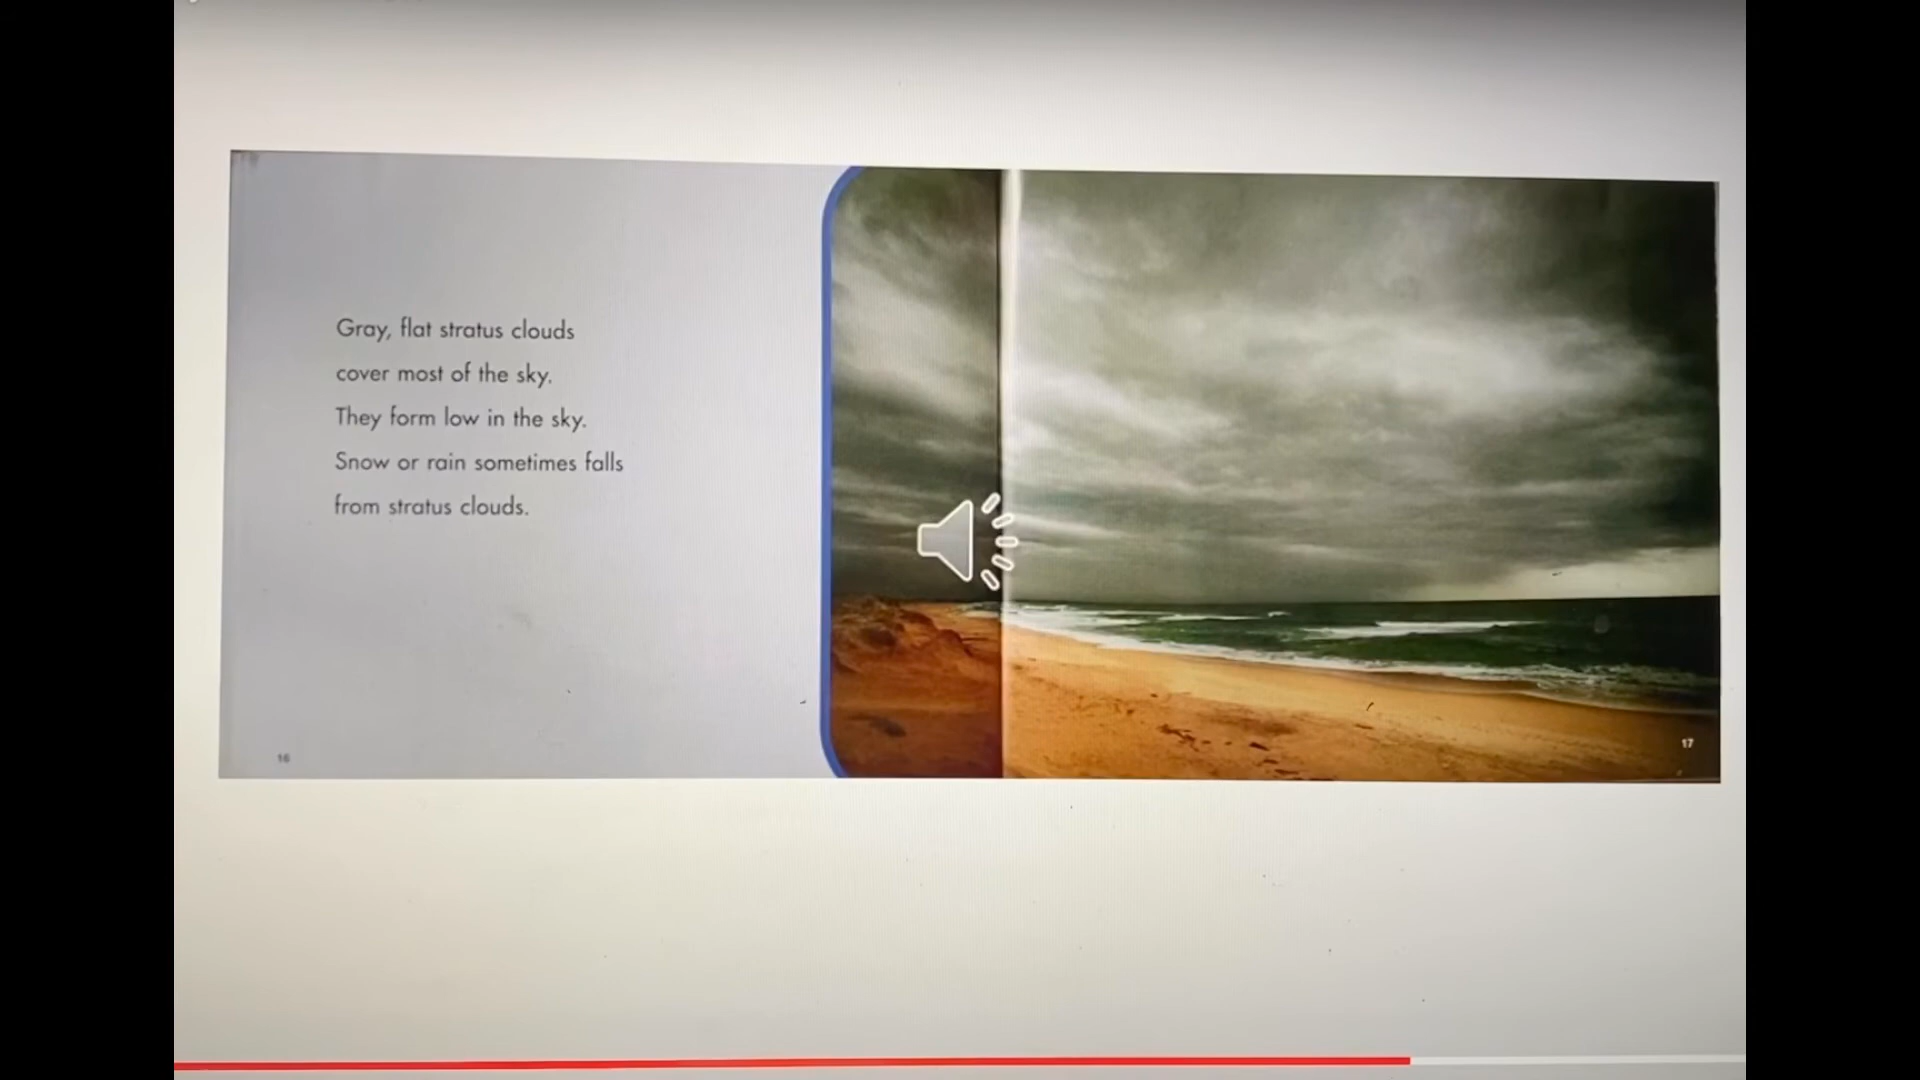 Gray, flat stratus clouds
cover most of the sky.
They form low in the sky.
Snow or rain sometimes falls
from stratus clouds.
16
17